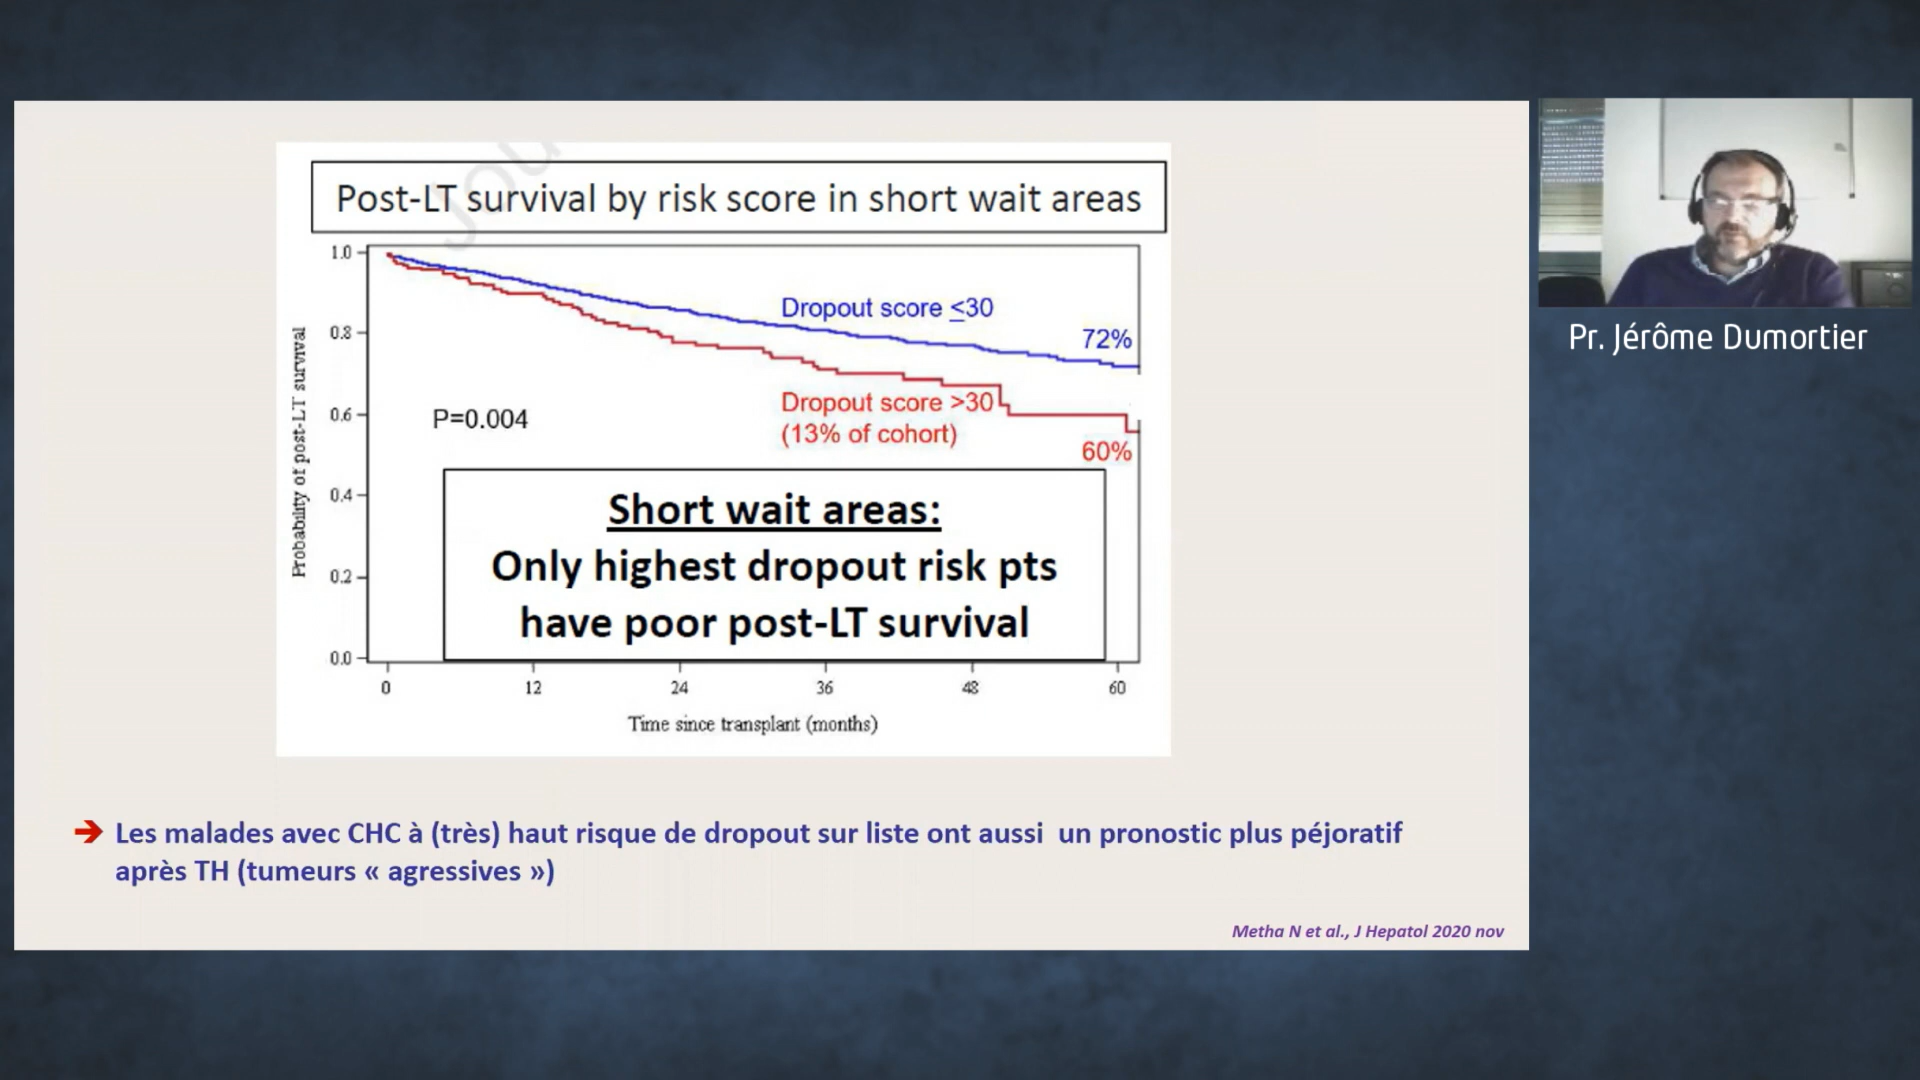 Jou
Post-LT survival by risk score in short wait areas
1.0
0.8
0.6
0.4
0.2
0.0
Probability of post-LT survival
Dropout score ≤30
72%
Dropout score >30
(13% of cohort)
60%
P=0.004
Short wait areas:
Only highest dropout risk pts
have poor post-LT survival
0 12 24 36 48 60
Time since transplant (months)
➔ Les malades avec CHC à (très) haut risque de dropout sur liste ont aussi un pronostic plus péjoratif
après TH (tumeurs « agressives »)
Metha N et al., J Hepatol 2020 nov
Pr. Jérôme Dumortier